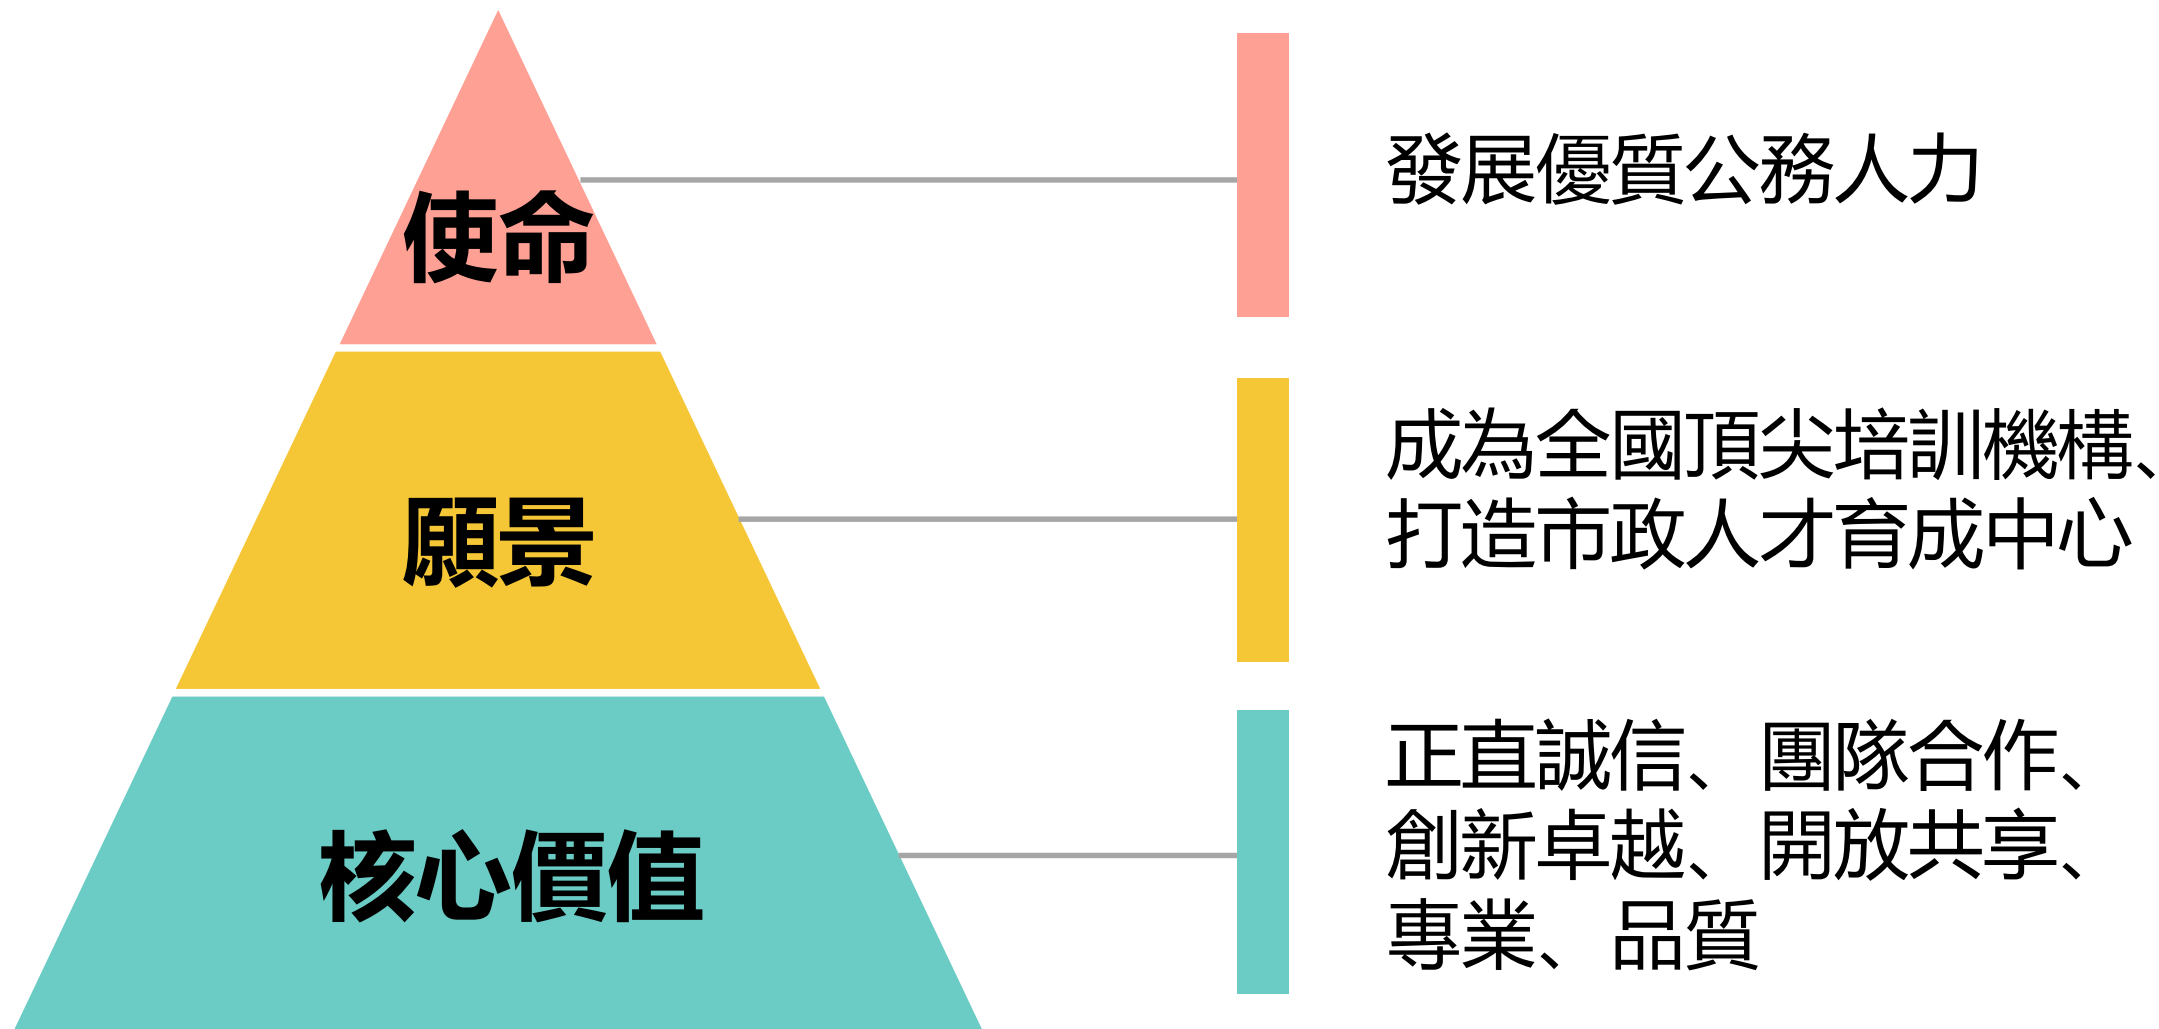 使命
發展優質公務人力
願景
成為全國頂尖培訓機構、
打造市政人才育成中心
核心價值
正直誠信、團隊合作、
創新卓越、開放共享、
專業、品質